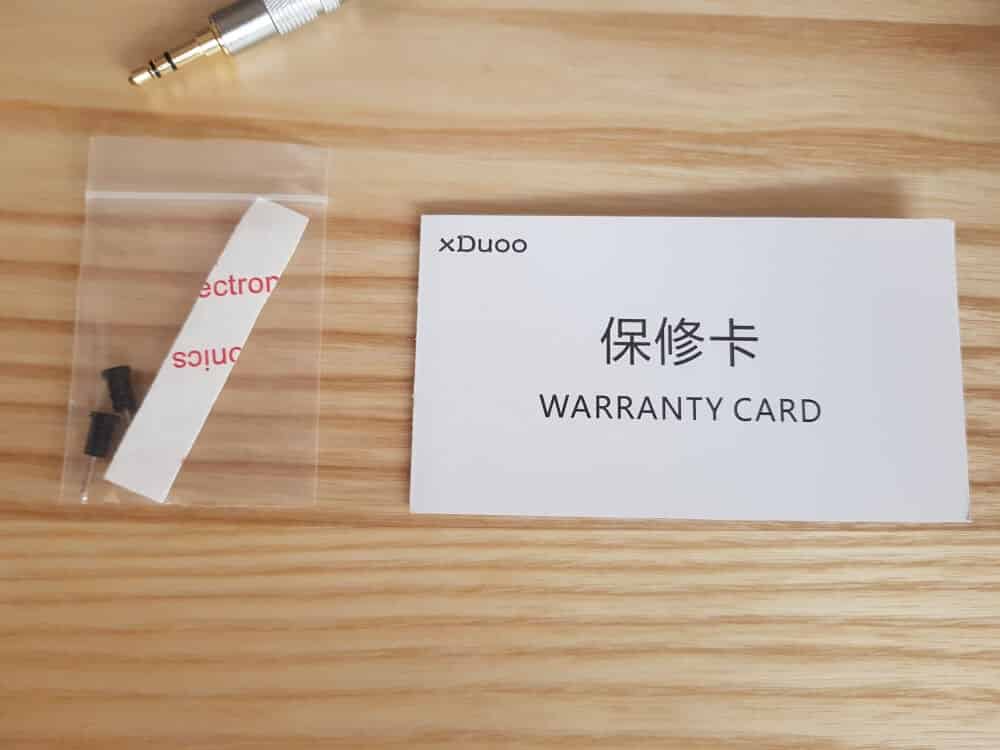 ectron
onics
xDuoo
保修卡
WARRANTY CARD